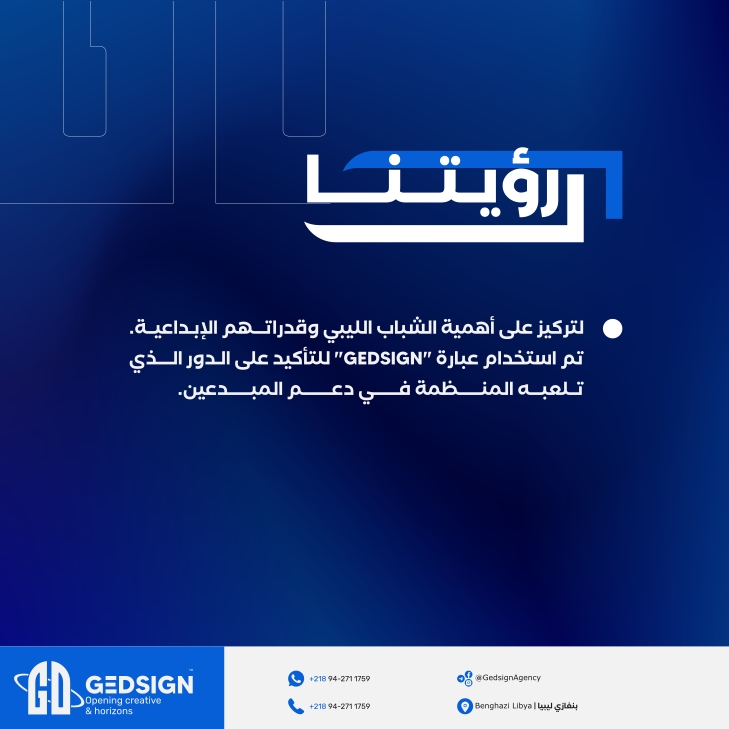 رؤيتنا
لتركيز على أهمية الشباب الليبي وقدراتهم الإبداعية.
تم استخدام عبارة "GEDSIGN" للتأكيد على الدور الذي
تلعبه المنظمة في دعم المبدعين.
GEDSIGN™
Opening creative
& horizons
+218 94-271 1759
+218 94-271 1759
@GedsignAgency
Benghazi Libya | بنغازي ليبيا